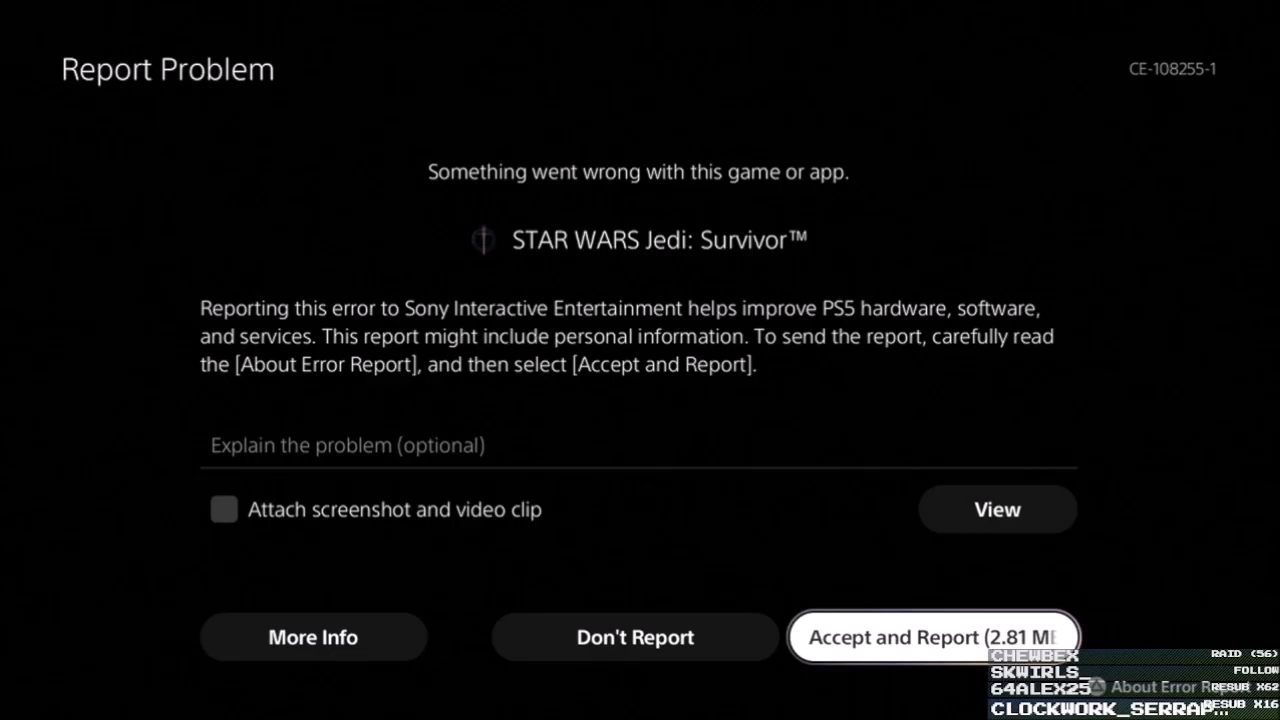 Report Problem
CE-108255-1
Something went wrong with this game or app.
STAR WARS Jedi: Survivor™
Reporting this error to Sony Interactive Entertainment helps improve PS5 hardware, software,
and services. This report might include personal information. To send the report, carefully read
the [About Error Report], and then select [Accept and Report].
Explain the problem (optional)
Attach screenshot and video clip
View
More Info
Don't Report
Accept and Report (2.81 M
CHEWBEX RAID (56)
SKWIRLS_ FOLLOW
64ALEX25 RESUB X62
About Error
CLOCKWORK_SERRAP... RESUB X16